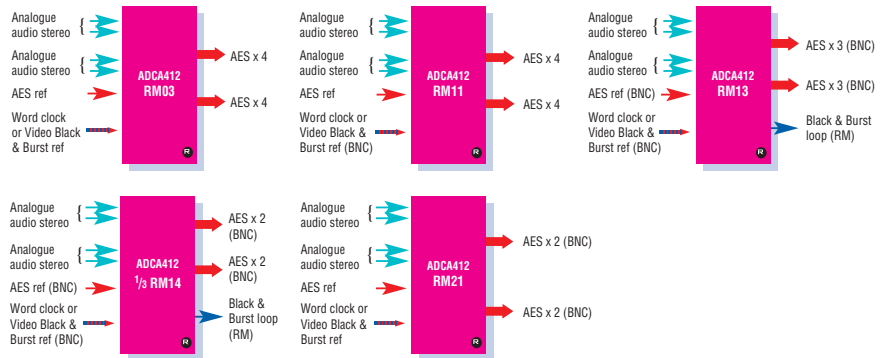 Analogue
audio stereo {
Analogue
audio stereo {
AES ref
Word clock
or Video Black
& Burst ref
ADCA412
RM03
R
AES x 4
AES x 4
Analogue
audio stereo {
Analogue
audio stereo {
AES ref
Word clock or
Video Black &
Burst ref (BNC)
ADCA412
RM11
R
AES x 4
AES x 4
Analogue
audio stereo {
Analogue
audio stereo {
AES ref (BNC)
Word clock or
Video Black &
Burst ref (BNC)
ADCA412
RM13
R
AES x 3 (BNC)
AES x 3 (BNC)
Black & Burst
loop (RM)
Analogue
audio stereo {
Analogue
audio stereo {
AES ref (BNC)
Word clock or
Video Black &
Burst ref (BNC)
ADCA412
1/3 RM14
R
AES x 2
(BNC)
AES x 2
(BNC)
Black &
Burst loop
(RM)
Analogue
audio stereo {
Analogue
audio stereo {
AES ref
Word clock or
Video Black &
Burst ref
ADCA412
RM21
R
AES x 2 (BNC)
AES x 2 (BNC)